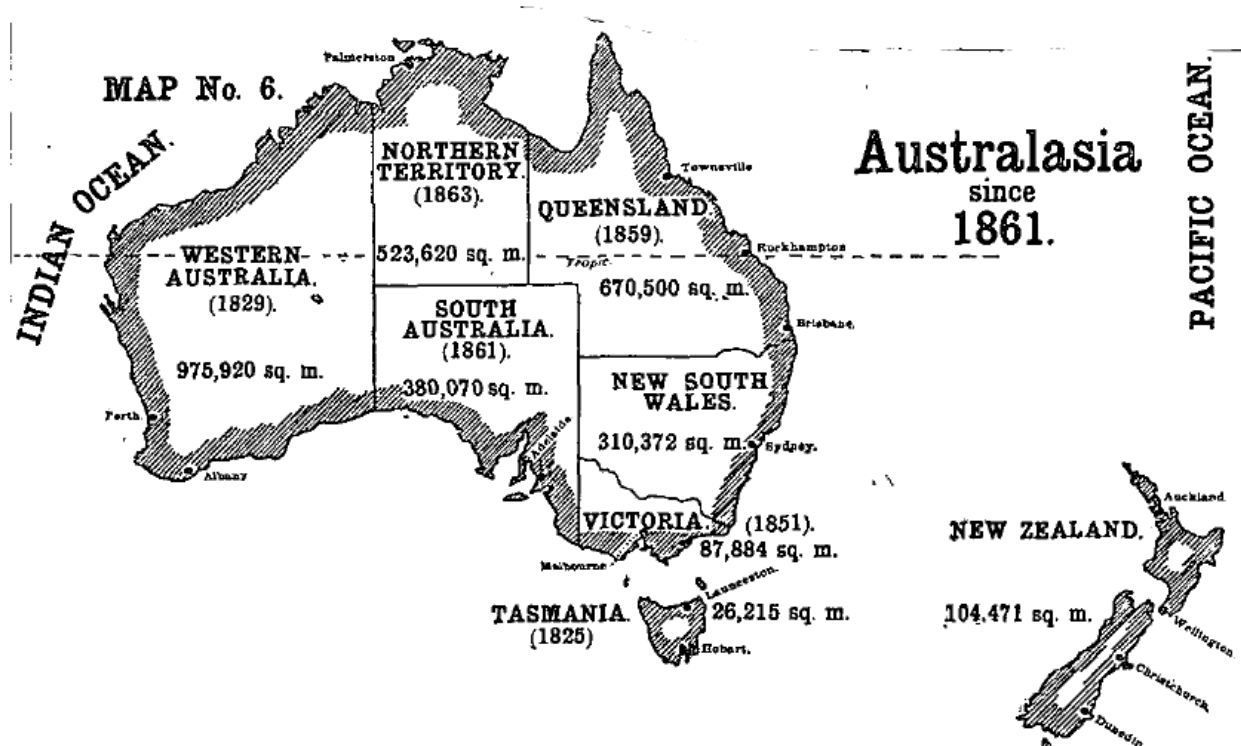 Palmerston
MAP No. 6.
INDIAN OCEAN.
PACIFIC OCEAN.
Australasia
since
1861.
NORTHERN
TERRITORY.
(1863).
523,620 sq. m.
Townsville
QUEENSLAND.
(1859).
Rockhampton
Tropic.
670,500 sq. m.
Brisbane.
WESTERN
AUSTRALIA.
(1829).
975,920 sq. m.
SOUTH
AUSTRALIA.
(1861).
380,070 sq. m.
NEW SOUTH
WALES.
310,372 sq. m.
Sydney.
Perth
Albany
Adelaide
VICTORIA.
(1851).
87,884 sq. m.
Melbourne
Launceston.
TASMANIA.
(1825)
26,215 sq. m.
Hobart.
NEW ZEALAND.
104,471 sq. m.
Auckland
Wellington.
Christchurch.
Dunedin